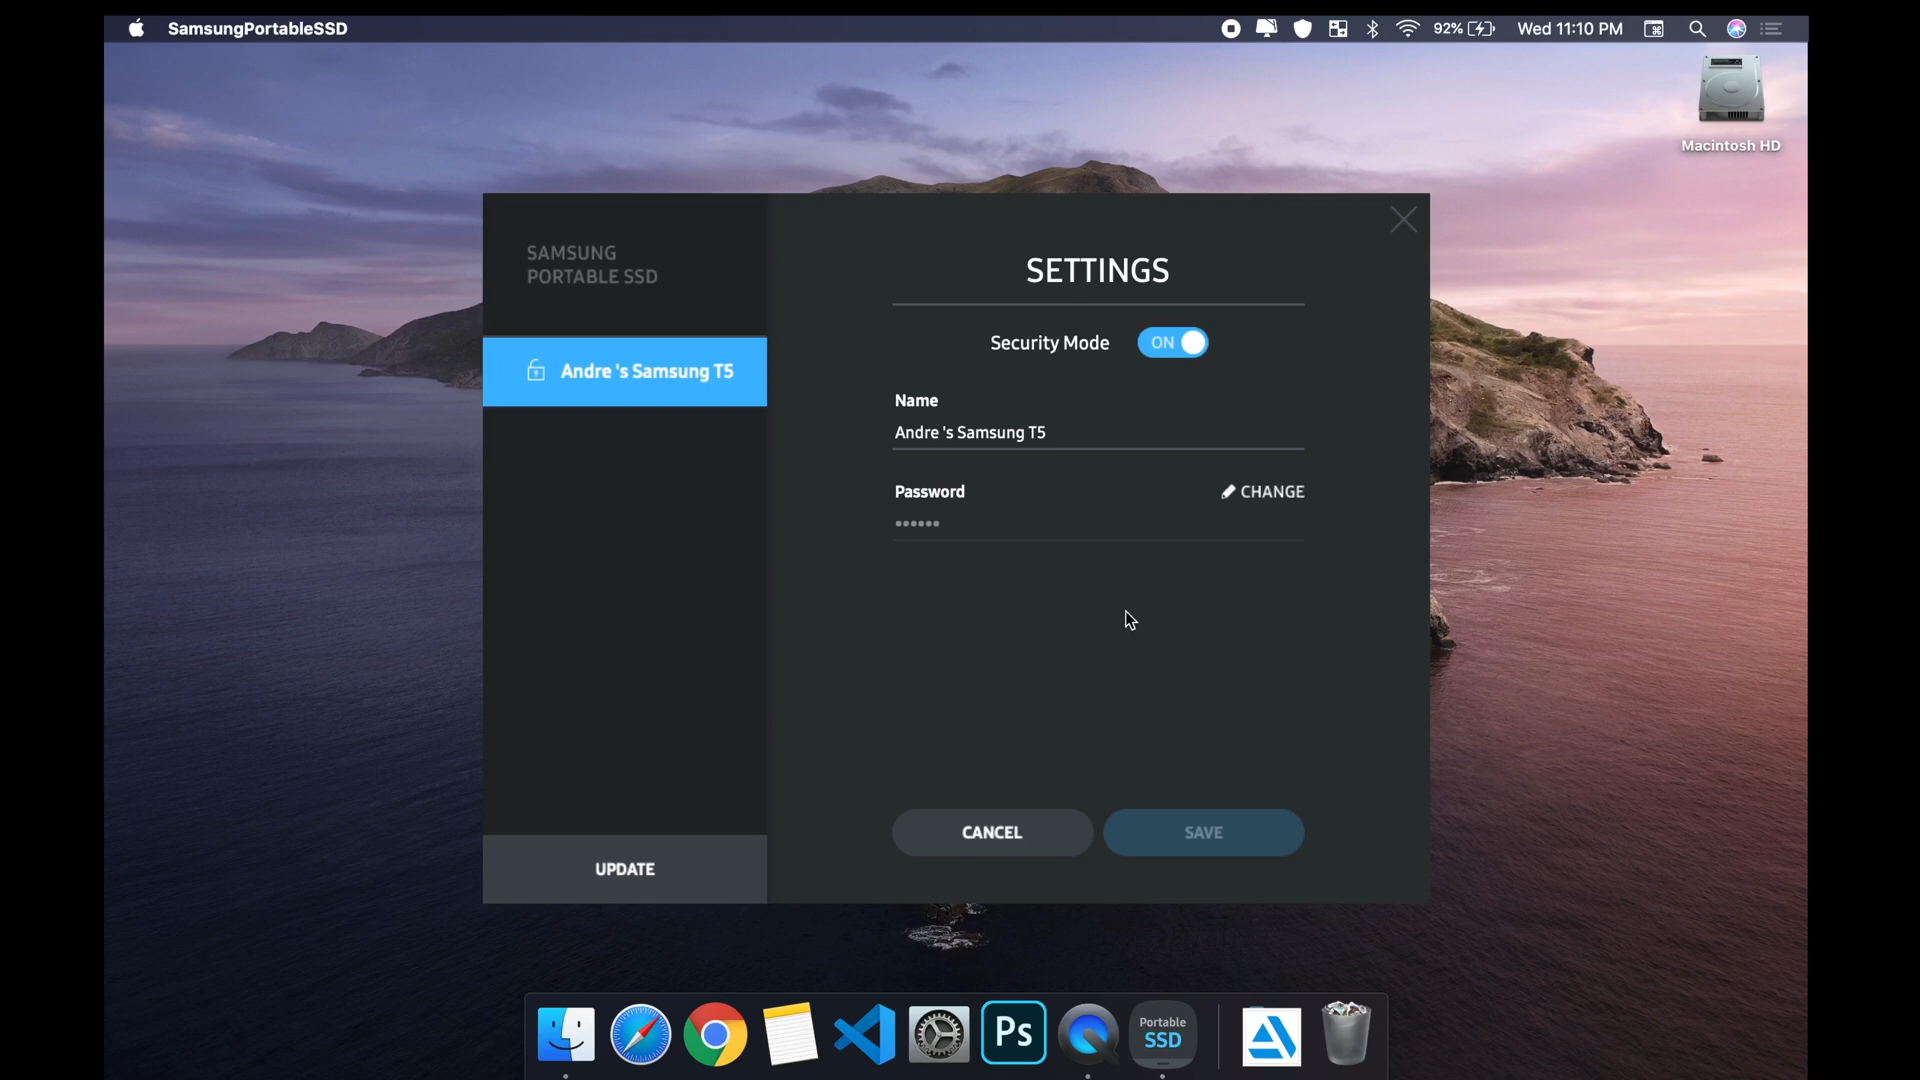 SamsungPortableSSD
92%
Wed 11:10 PM
Macintosh HD
SAMSUNG
PORTABLE SSD
Andre 's Samsung T5
UPDATE
SETTINGS
Security Mode
ON
Name
Andre 's Samsung T5
Password
CHANGE
••••••
CANCEL
SAVE
Ps
Portable
SSD